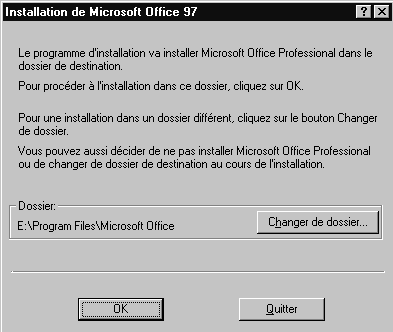 Installation de Microsoft Office 97
Le programme d'installation va installer Microsoft Office Professional dans le
dossier de destination.
Pour procéder à l'installation dans ce dossier, cliquez sur OK.
Pour une installation dans un dossier différent, cliquez sur le bouton Changer
de dossier.
Vous pouvez aussi décider de ne pas installer Microsoft Office Professional
ou de changer de dossier de destination au cours de l'installation.
Dossier:
E:\Program Files\Microsoft Office
Changer de dossier...
OK
Quitter